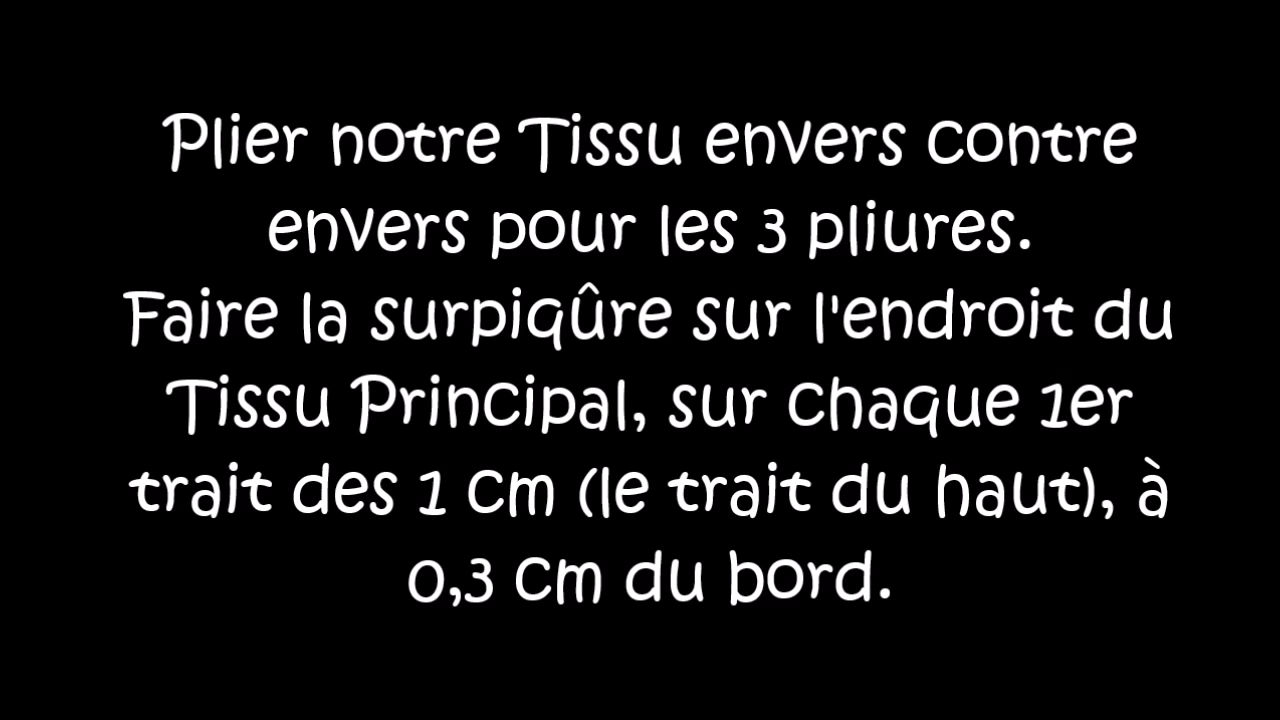 Plier notre Tissu envers contre
envers pour les 3 pliures.
Faire la surpiqûre sur l'endroit du
Tissu Principal, sur chaque 1er
trait des 1 cm (le trait du haut), à
0,3 cm du bord.